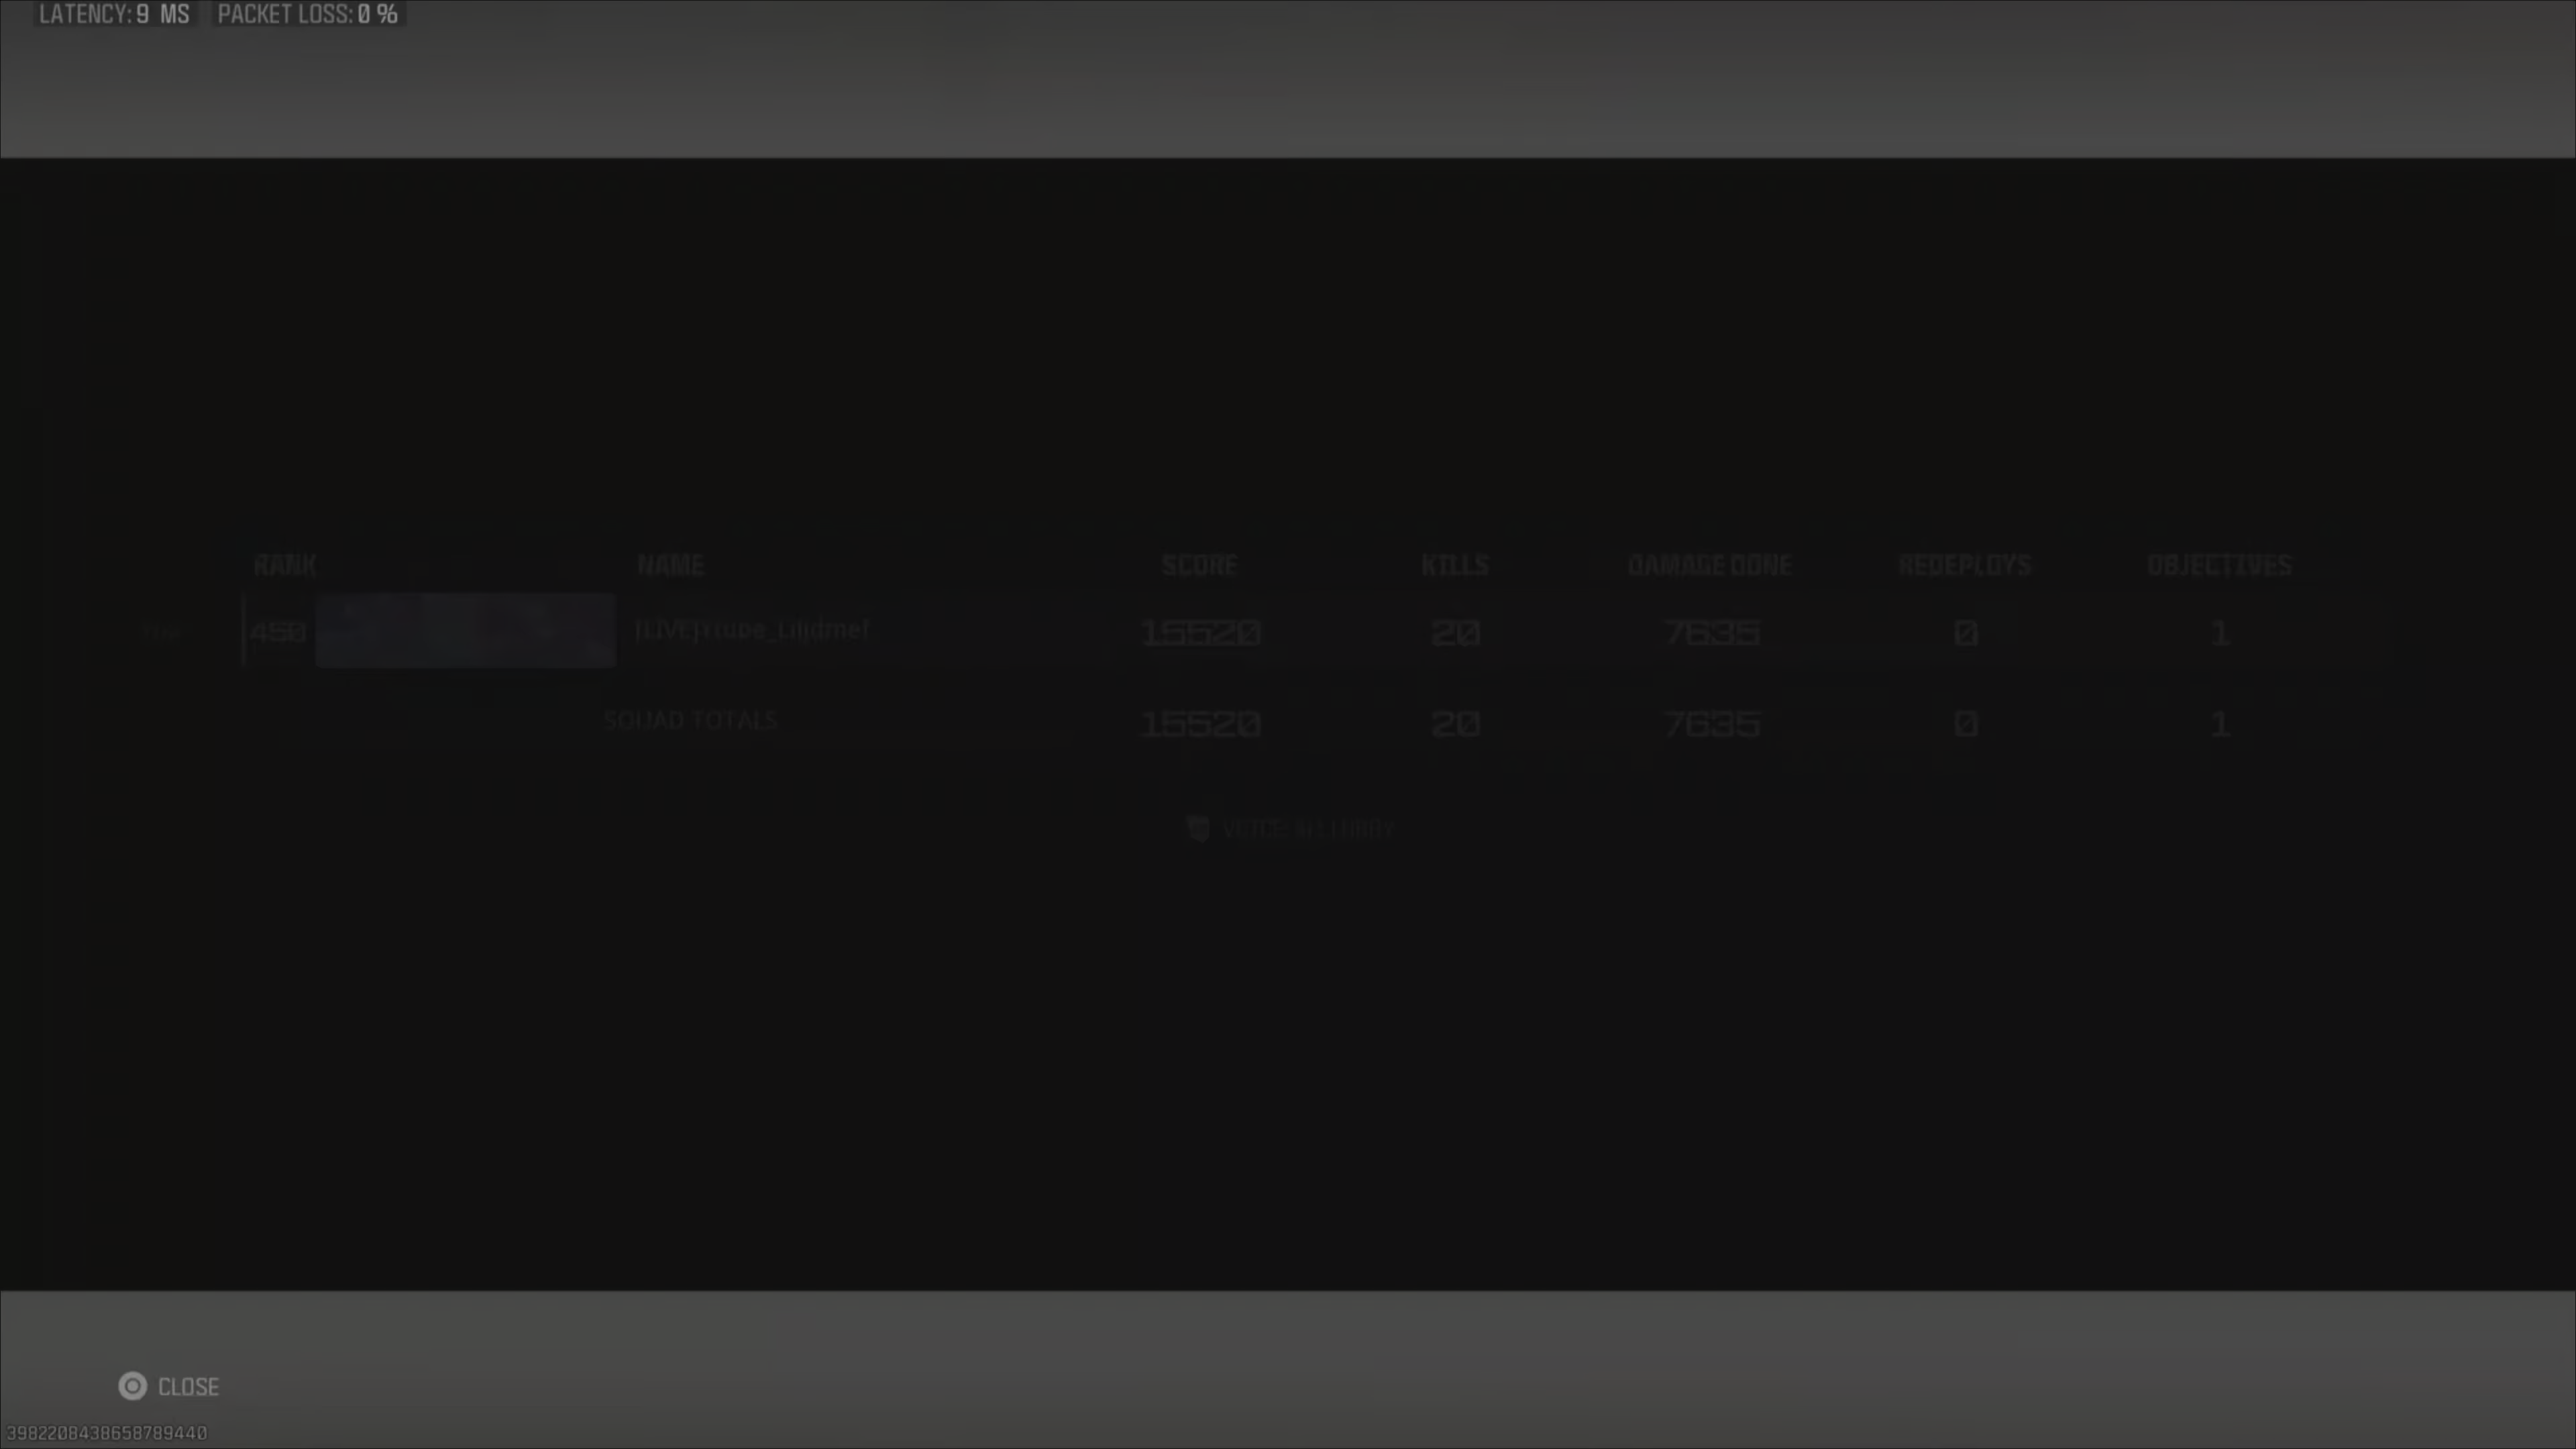 LATENCY: 9 MS PACKET LOSS: 0 %
RANK NAME SCORE KILLS DAMAGE DONE REDEPLOYS OBJECTIVES
450 15520 20 7635 0 1
SQUAD TOTALS 15520 20 7635 0 1
CLOSE
3982208438658789440